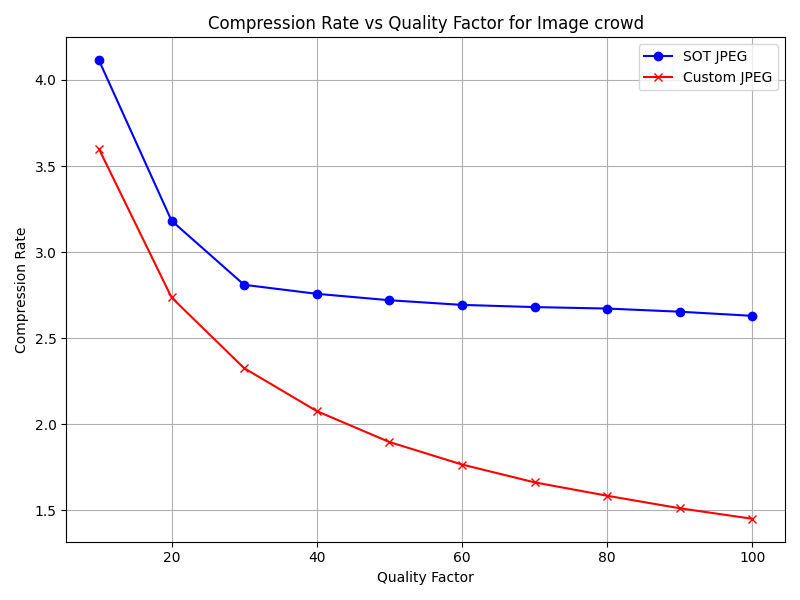 Compression Rate vs Quality Factor for Image crowd
SOT JPEG
Custom JPEG
Compression Rate
4.0
3.5
3.0
2.5
2.0
1.5
20 40 60 80 100
Quality Factor